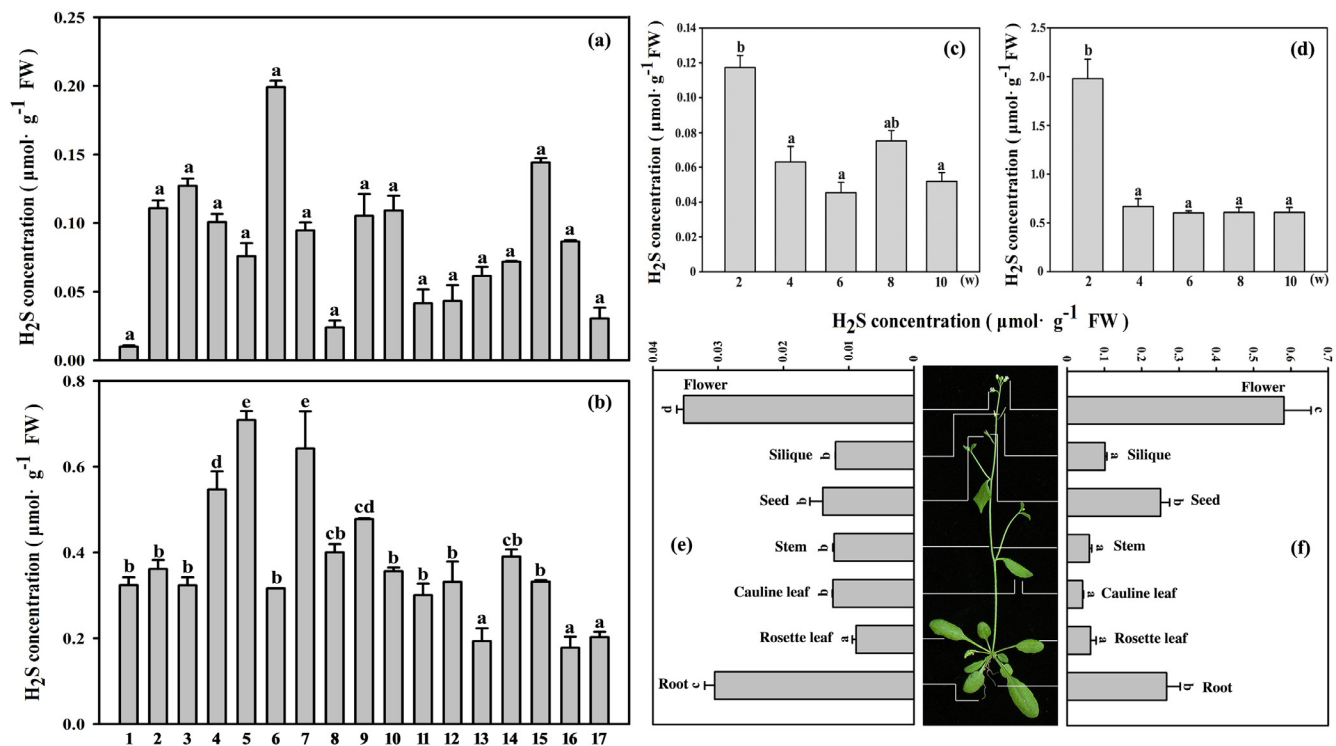 (a)
H2S concentration ( μmol· g-1 FW )
0.25
0.20
0.15
0.10
0.05
0.00
a a a a a a a a a a a a a a a a a
(b)
H2S concentration ( μmol· g-1 FW )
0.8
0.6
0.4
0.2
0.0
b b b d e b e cb cd b b b a cb b a a
1 2 3 4 5 6 7 8 9 10 11 12 13 14 15 16 17
(c)
H2S concentration ( μmol· g-1 FW )
0.14
0.12
0.10
0.08
0.06
0.04
0.02
0
b a a ab a
2 4 6 8 10 (w)
(d)
H2S concentration ( μmol· g-1 FW )
2.5
2.0
1.5
1.0
0.5
0
b a a a a
2 4 6 8 10 (w)
H2S concentration ( μmol· g-1 FW )
0.04 0.03 0.02 0.01 0
Flower d
Silique b
Seed b
Stem b
Cauline leaf b
Rosette leaf a
Root c
(e)
0 0.1 0.2 0.3 0.4 0.5 0.6 0.7
Flower c
a Silique
b Seed
a Stem
a Cauline leaf
a Rosette leaf
b Root
(f)